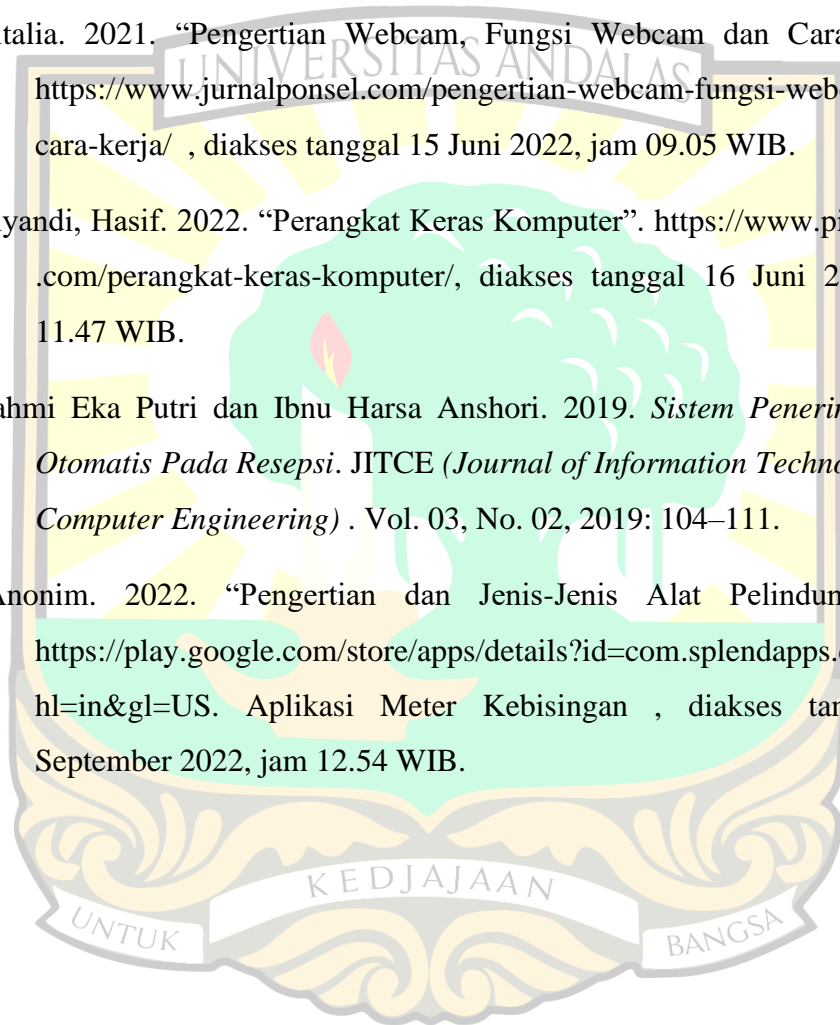 italia. 2021. “Pengertian Webcam, Fungsi Webcam dan Cara
UNIVERSITAS ANDALAS
https://www.jurnalponsel.com/pengertian-webcam-fungsi-web
cara-kerja/ , diakses tanggal 15 Juni 2022, jam 09.05 WIB.
yandi, Hasif. 2022. “Perangkat Keras Komputer”. https://www.pi
.com/perangkat-keras-komputer/, diakses tanggal 16 Juni 2
11.47 WIB.
ahmi Eka Putri dan Ibnu Harsa Anshori. 2019. Sistem Penerin
Otomatis Pada Resepsi. JITCE (Journal of Information Techno
Computer Engineering) . Vol. 03, No. 02, 2019: 104–111.
Anonim. 2022. “Pengertian dan Jenis-Jenis Alat Pelindun
https://play.google.com/store/apps/details?id=com.splendapps.
hl=in&gl=US. Aplikasi Meter Kebisingan , diakses tan
September 2022, jam 12.54 WIB.
KEDJAJAAN
UNTUK BANGSA